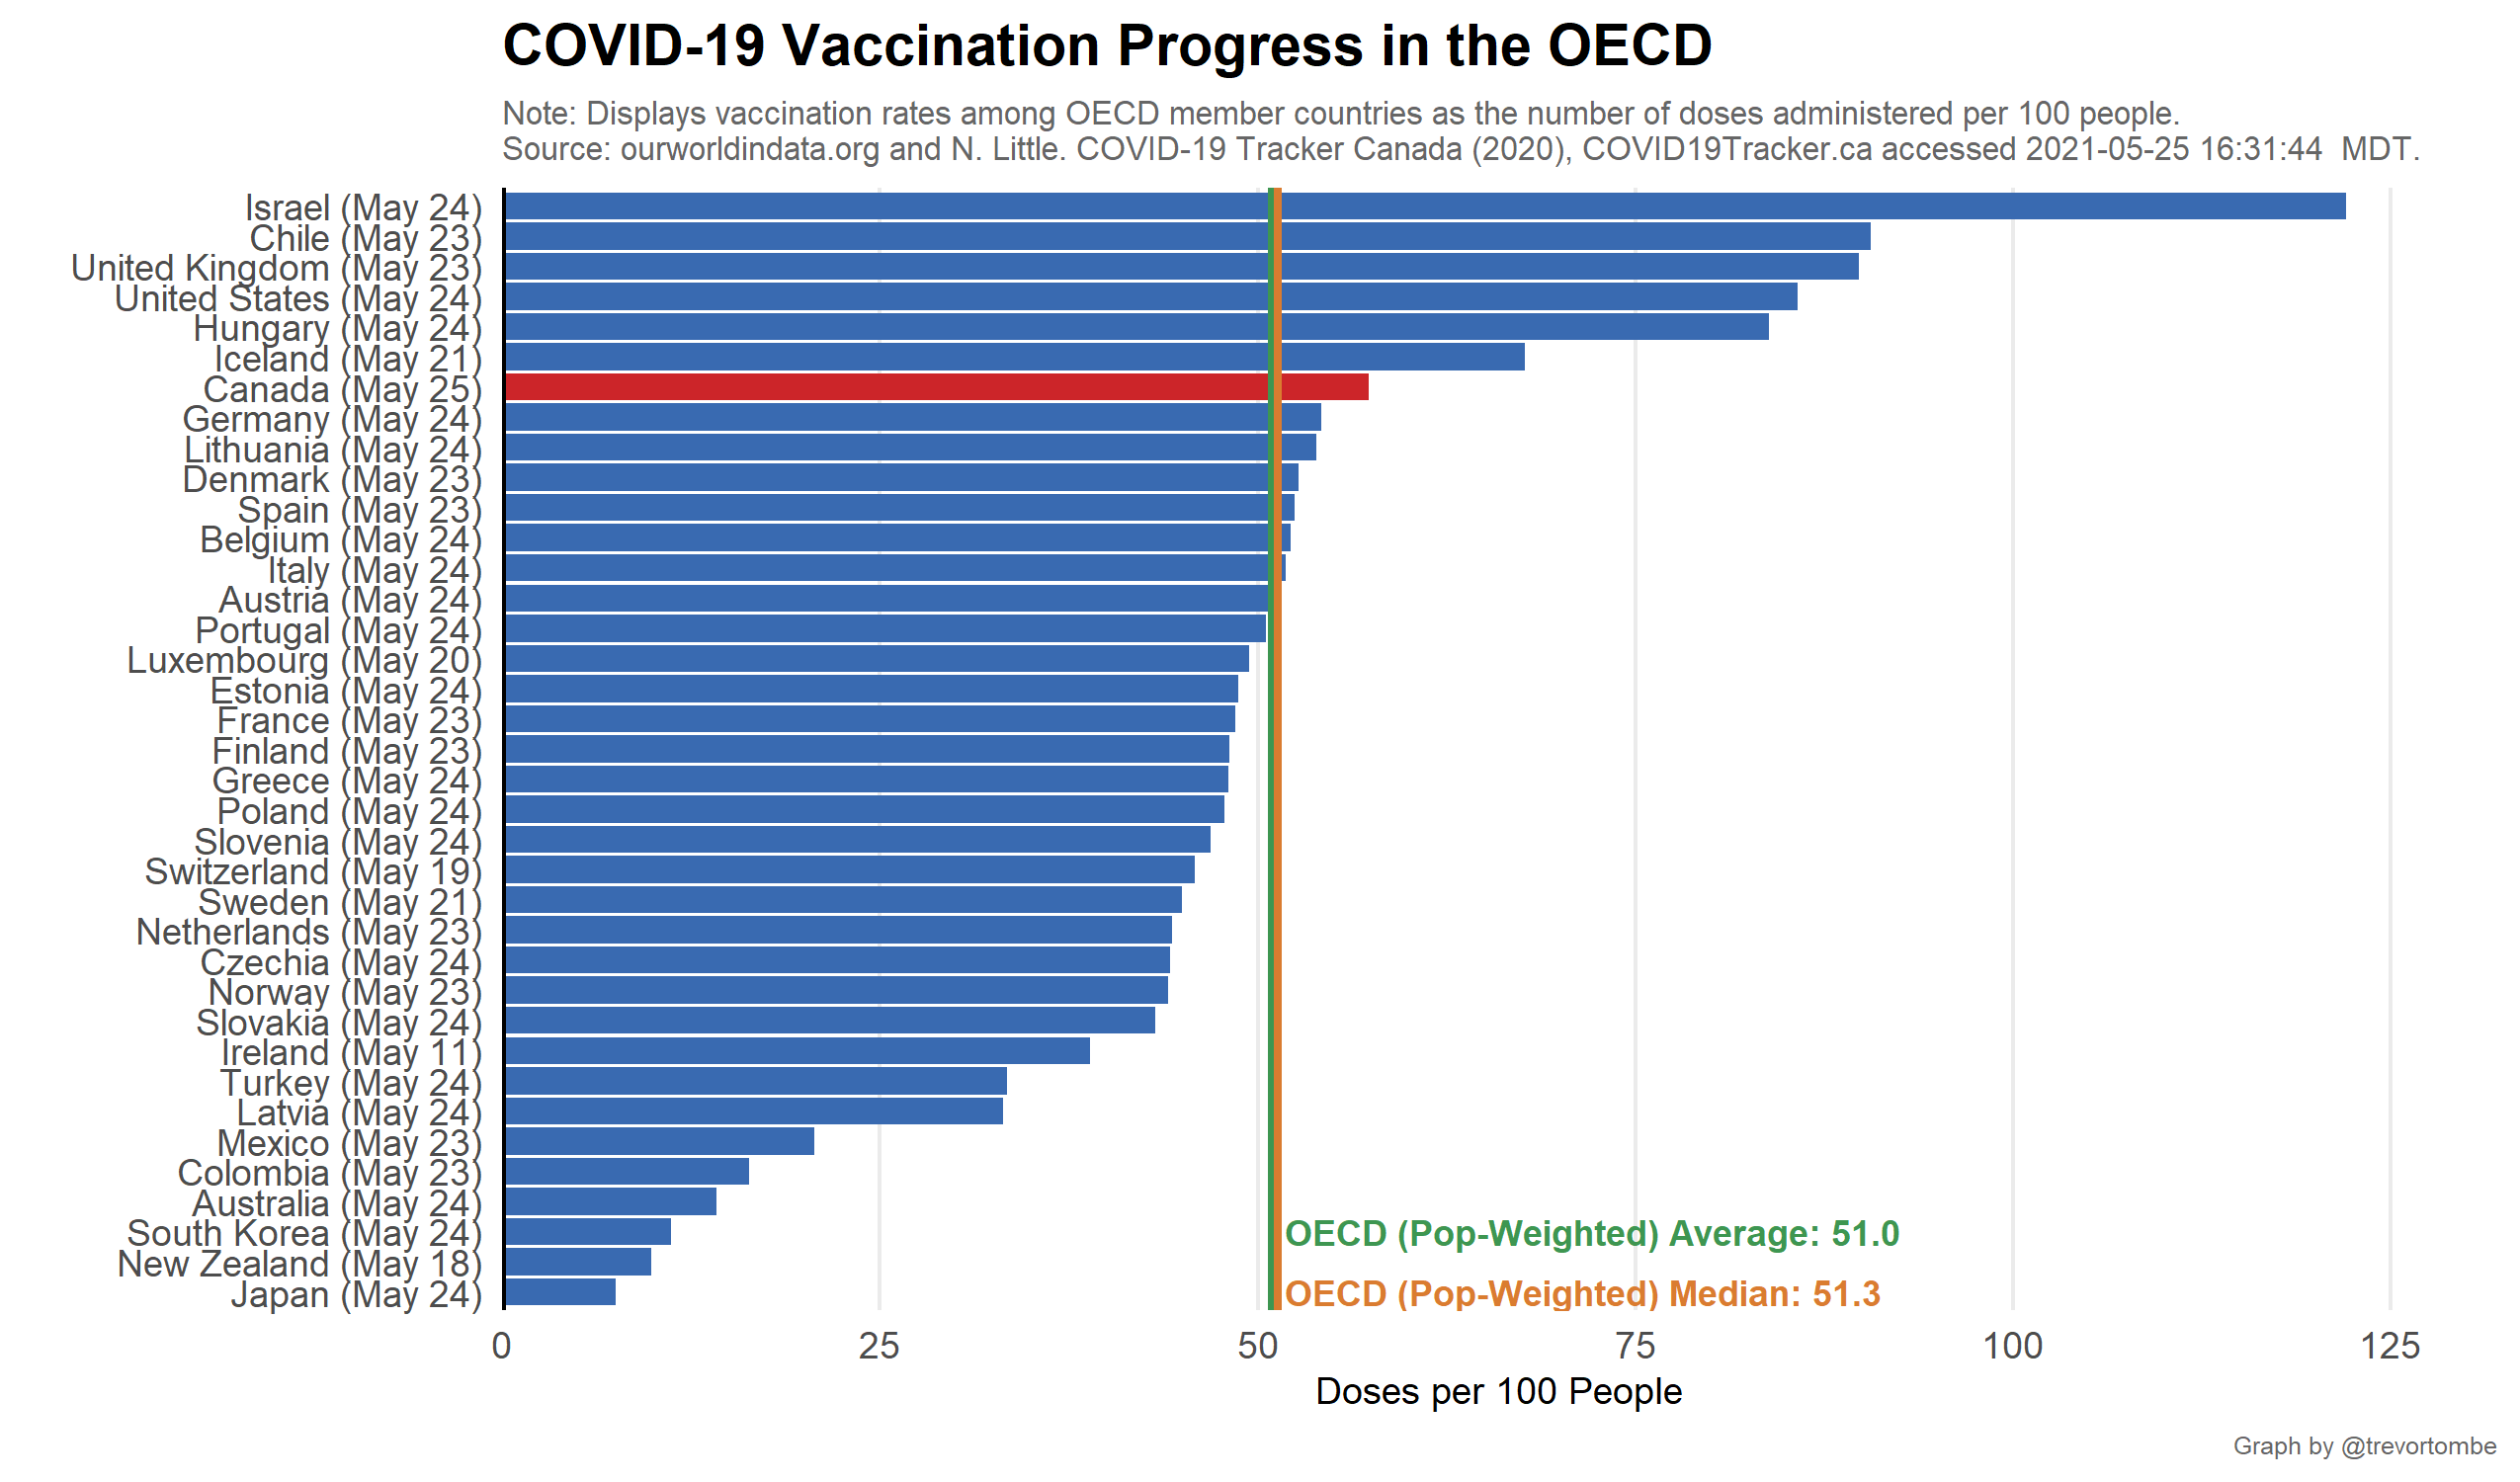 COVID-19 Vaccination Progress in the OECD
Note: Displays vaccination rates among OECD member countries as the number of doses administered per 100 people.
Source: ourworldindata.org and N. Little. COVID-19 Tracker Canada (2020), COVID19Tracker.ca accessed 2021-05-25 16:31:44  MDT.
Israel (May 24)
Chile (May 23)
United Kingdom (May 23)
United States (May 24)
Hungary (May 24)
Iceland (May 21)
Canada (May 25)
Germany (May 24)
Lithuania (May 24)
Denmark (May 23)
Spain (May 23)
Belgium (May 24)
Italy (May 24)
Austria (May 24)
Portugal (May 24)
Luxembourg (May 20)
Estonia (May 24)
France (May 23)
Finland (May 23)
Greece (May 24)
Poland (May 24)
Slovenia (May 24)
Switzerland (May 19)
Sweden (May 21)
Netherlands (May 23)
Czechia (May 24)
Norway (May 23)
Slovakia (May 24)
Ireland (May 11)
Turkey (May 24)
Latvia (May 24)
Mexico (May 23)
Colombia (May 23)
Australia (May 24)
South Korea (May 24)
New Zealand (May 18)
Japan (May 24)
OECD (Pop-Weighted) Average: 51.0
OECD (Pop-Weighted) Median: 51.3
0 25 50 75 100 125
Doses per 100 People
Graph by @trevortombe